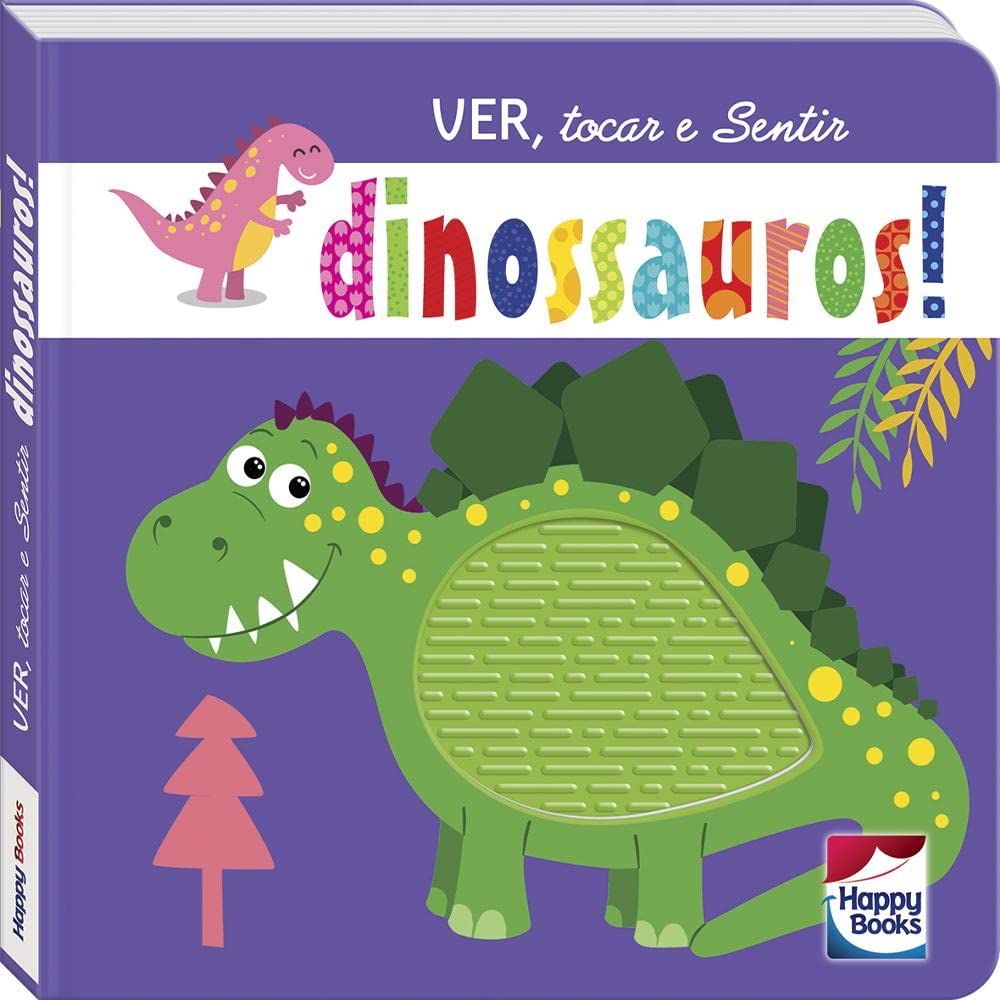 VER, tocar e Sentir
dinossauros!
VER, tocar e Sentir dinossauros!
Happy Books
Happy
Books